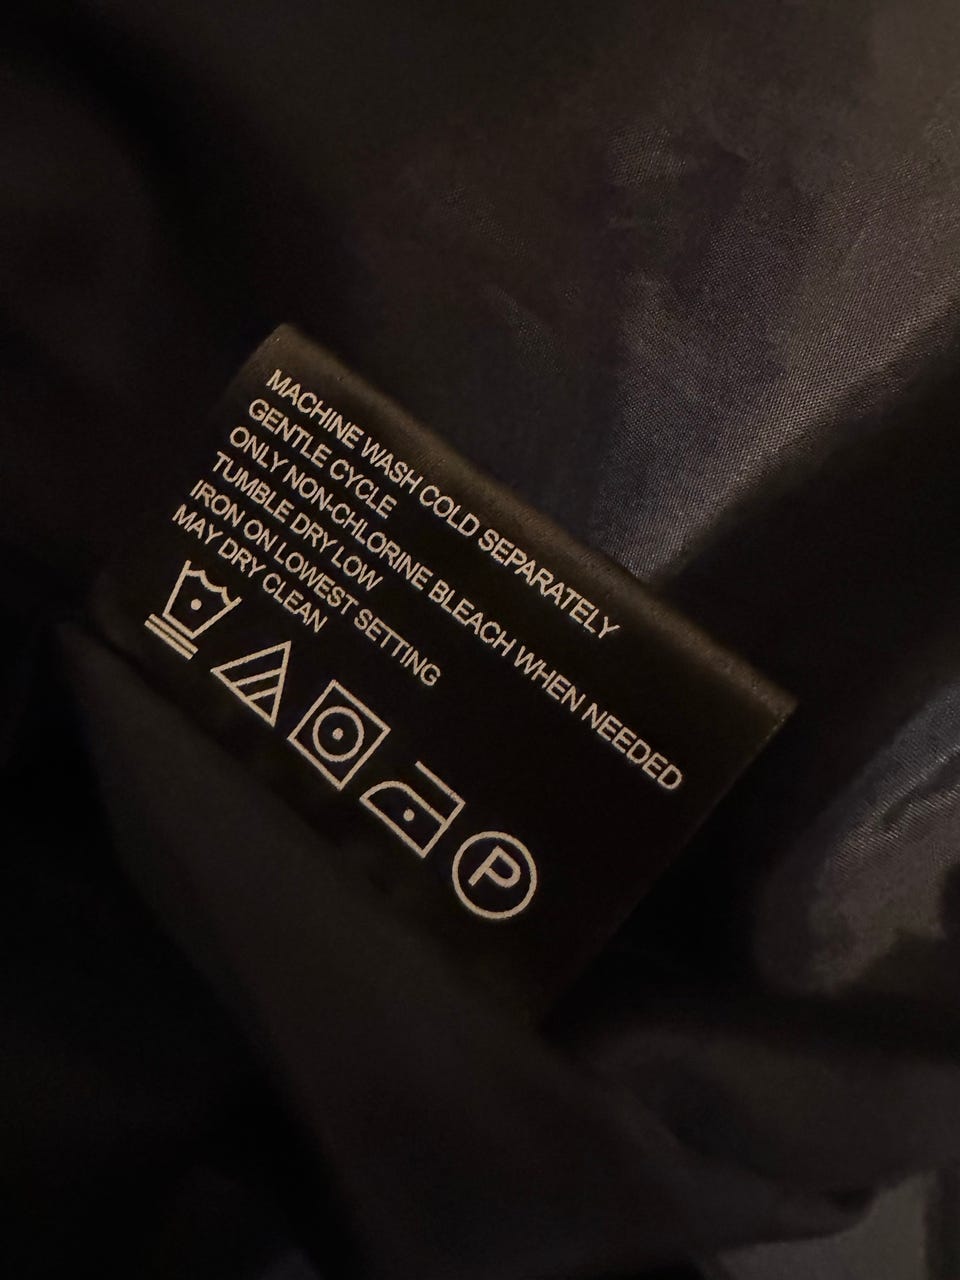 MACHINE WASH COLD SEPARATELY
GENTLE CYCLE
ONLY NON-CHLORINE BLEACH WHEN NEEDED
TUMBLE DRY LOW
IRON ON LOWEST SETTING
MAY DRY CLEAN
P